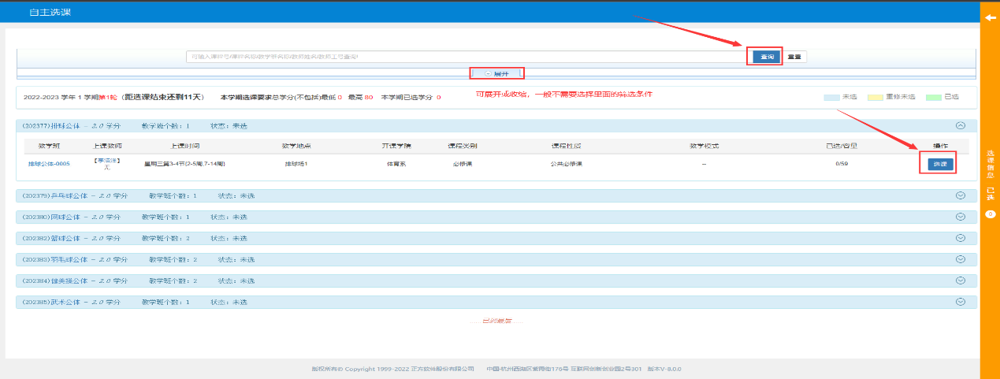 自主选课
可输入课程号/课程名称/教学班名称/教师姓名/教师工号查询!
查询 重置
展开
2022-2023 学年 1 学期第1轮（距选课结束还剩11天） 本学期选课要求总学分(不包括)最低 0 最高 80 本学期已选学分 0
可展开或收结，一般不需要选择里面的筛选条件
未选 重修未选 已选
(202377)排球公体 - 2.0 学分 教学班个数：1 状态：未选
教学班 上课教师 上课时间 教学地点 开课学院 课程类别 课程性质 教学模式 已选/容量 操作
排球公体-0005 无 星期三第3-4节{2-5周,7-14周} 排球场1 体育系 必修课 公共必修课 -- 0/59 选课
(202379)乒乓球公体 - 2.0 学分 教学班个数：1 状态：未选
(202380)网球公体 - 2.0 学分 教学班个数：1 状态：未选
(202382)篮球公体 - 2.0 学分 教学班个数：2 状态：未选
(202383)羽毛球公体 - 2.0 学分 教学班个数：2 状态：未选
(202384)健美操公体 - 2.0 学分 教学班个数：2 状态：未选
(202385)武术公体 - 2.0 学分 教学班个数：1 状态：未选
已到最后
选课信息 已选 0
版权所有© Copyright 1999-2022 正方软件股份有限公司 中国·杭州西湖区紫霞街176号 互联网创新创业园2号301 版本V-8.0.0